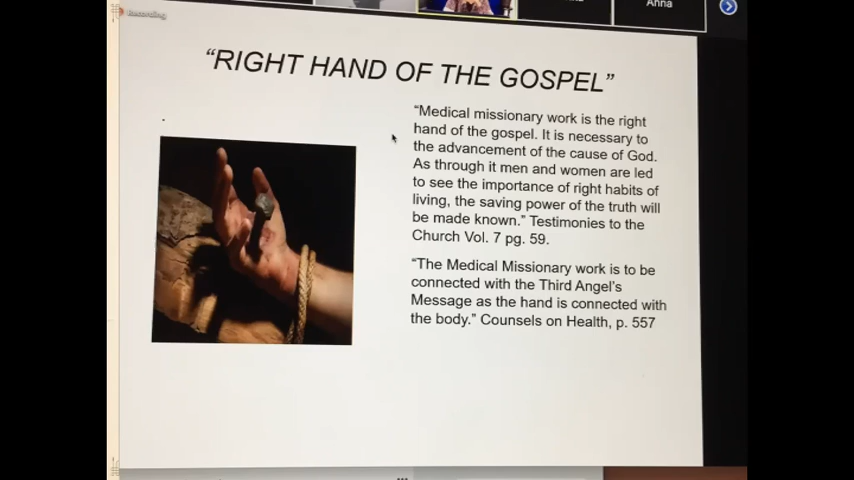 Recording
Anna
“RIGHT HAND OF THE GOSPEL”
“Medical missionary work is the right
hand of the gospel. It is necessary to
the advancement of the cause of God.
As through it men and women are led
to see the importance of right habits of
living, the saving power of the truth will
be made known.” Testimonies to the
Church Vol. 7 pg. 59.
“The Medical Missionary work is to be
connected with the Third Angel’s
Message as the hand is connected with
the body.” Counsels on Health, p. 557